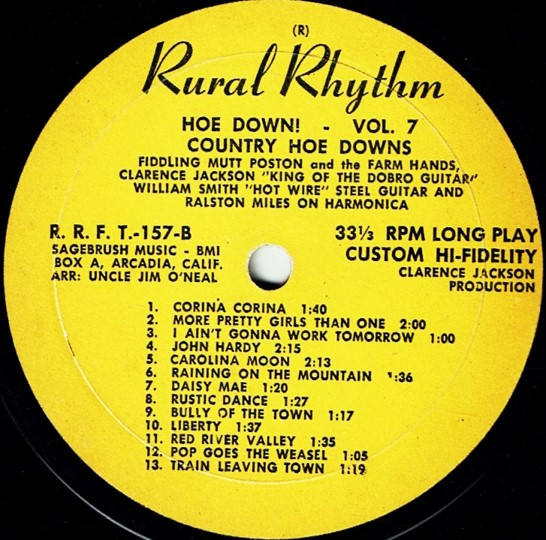 (R)
Rural Rhythm
HOE DOWN! - VOL. 7
COUNTRY HOE DOWNS
FIDDLING MUTT POSTON and the FARM HANDS,
CLARENCE JACKSON "KING OF THE DOBRO GUITAR"
WILLIAM SMITH "HOT WIRE" STEEL GUITAR AND
RALSTON MILES ON HARMONICA
R. R. F. T.-157-B
SAGEBRUSH MUSIC - BMI
BOX A, ARCADIA, CALIF.
ARR: UNCLE JIM O'NEAL
33⅓ RPM LONG PLAY
CUSTOM HI-FIDELITY
CLARENCE JACKSON
PRODUCTION
1. CORINA CORINA 1:40
2. MORE PRETTY GIRLS THAN ONE 2:00
3. I AIN'T GONNA WORK TOMORROW 1:00
4. JOHN HARDY 2:15
5. CAROLINA MOON 2:13
6. RAINING ON THE MOUNTAIN 1:36
7. DAISY MAE 1:20
8. RUSTIC DANCE 1:27
9. BULLY OF THE TOWN 1:17
10. LIBERTY 1:37
11. RED RIVER VALLEY 1:35
12. POP GOES THE WEASEL 1:05
13. TRAIN LEAVING TOWN 1:19